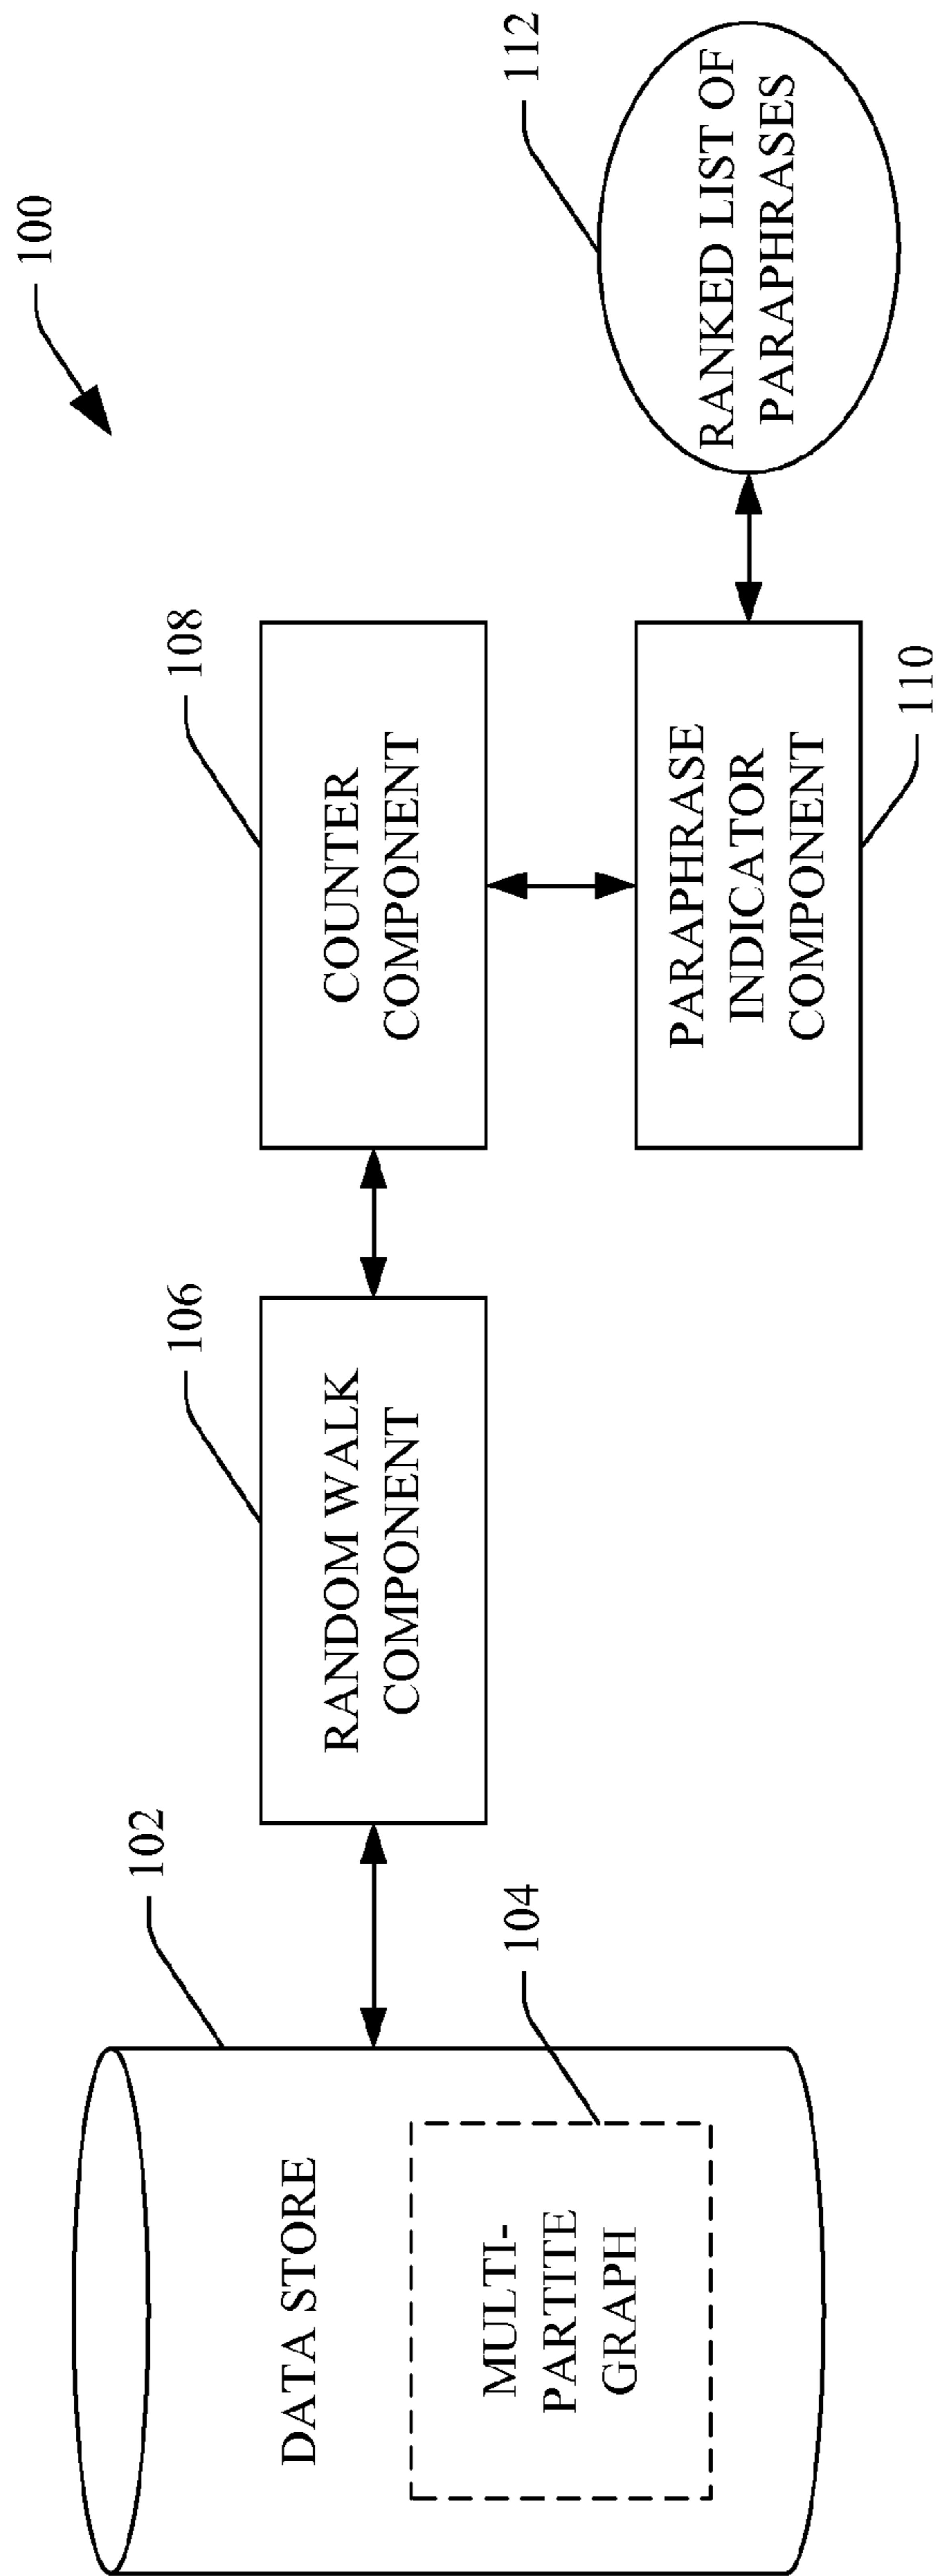 100
102
DATA STORE
104
MULTI-
PARTITE
GRAPH
106
RANDOM WALK
COMPONENT
108
COUNTER
COMPONENT
PARAPHRASE
INDICATOR
COMPONENT
110
112
RANKED LIST OF
PARAPHRASES